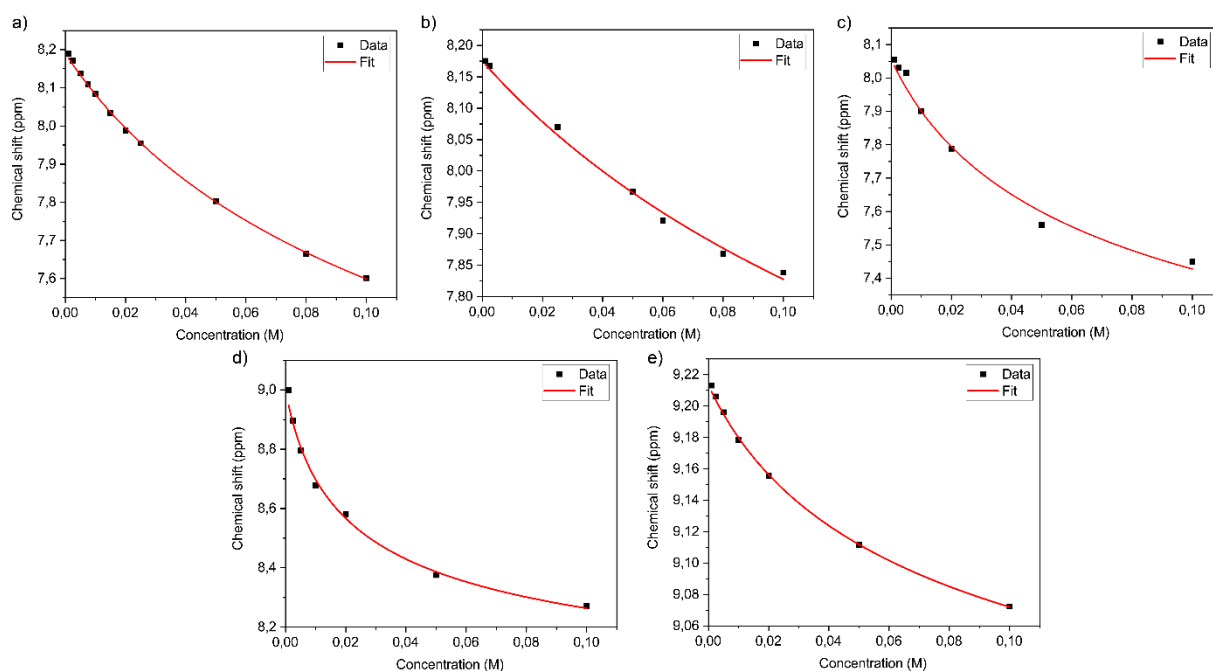 a)
8,2
8,1
8,0
7,9
7,8
7,7
7,6
Chemical shift (ppm)
Data
Fit
0,00 0,02 0,04 0,06 0,08 0,10
Concentration (M)
b)
8,25
8,20
8,15
8,10
8,05
8,00
7,95
7,90
7,85
7,80
Chemical shift (ppm)
Data
Fit
0,00 0,02 0,04 0,06 0,08 0,10
Concentration (M)
c)
8,1
8,0
7,9
7,8
7,7
7,6
7,5
7,4
Chemical shift (ppm)
Data
Fit
0,00 0,02 0,04 0,06 0,08 0,10
Concentration (M)
d)
9,0
8,8
8,6
8,4
8,2
Chemical shift (ppm)
Data
Fit
0,00 0,02 0,04 0,06 0,08 0,10
Concentration (M)
e)
9,22
9,20
9,18
9,16
9,14
9,12
9,10
9,08
9,06
Chemical shift (ppm)
Data
Fit
0,00 0,02 0,04 0,06 0,08 0,10
Concentration (M)